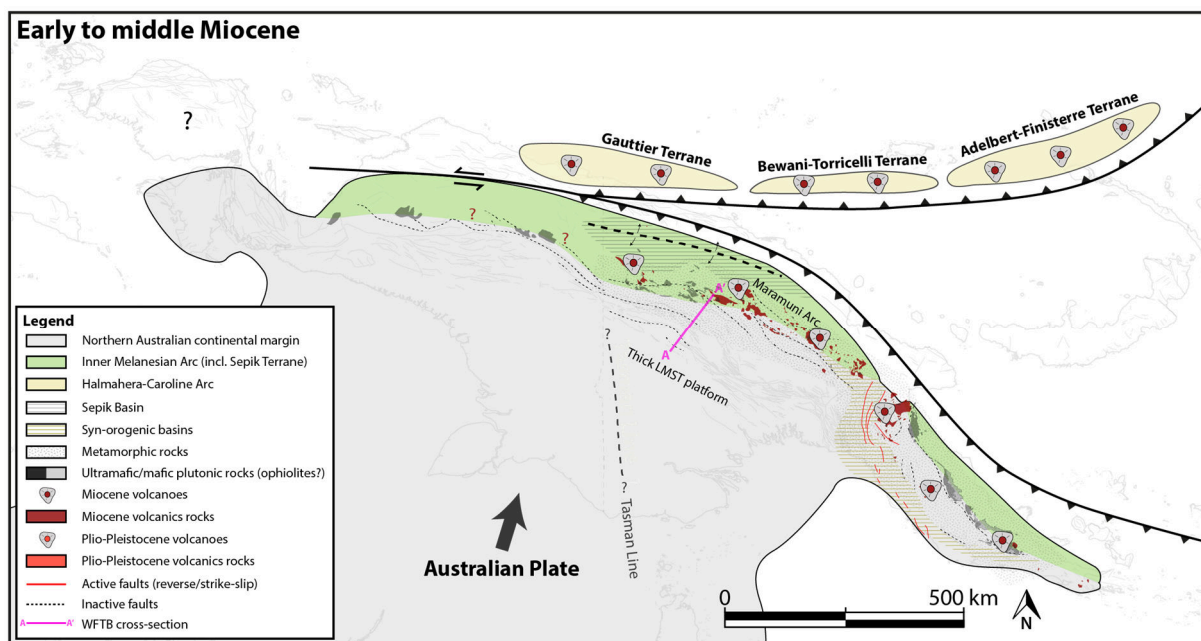 Early to middle Miocene
?
Gauttier Terrane
Bewani-Torricelli Terrane
Adelbert-Finisterre Terrane
?
?
Maramuni Arc
A'
A
Thick LMST platform
?
? Tasman Line
Australian Plate
0 500 km
N
Legend
Northern Australian continental margin
Inner Melanesian Arc (incl. Sepik Terrane)
Halmahera-Caroline Arc
Sepik Basin
Syn-orogenic basins
Metamorphic rocks
Ultramafic/mafic plutonic rocks (ophiolites?)
Miocene volcanoes
Miocene volcanics rocks
Plio-Pleistocene volcanoes
Plio-Pleistocene volcanics rocks
Active faults (reverse/strike-slip)
Inactive faults
A A' WFTB cross-section